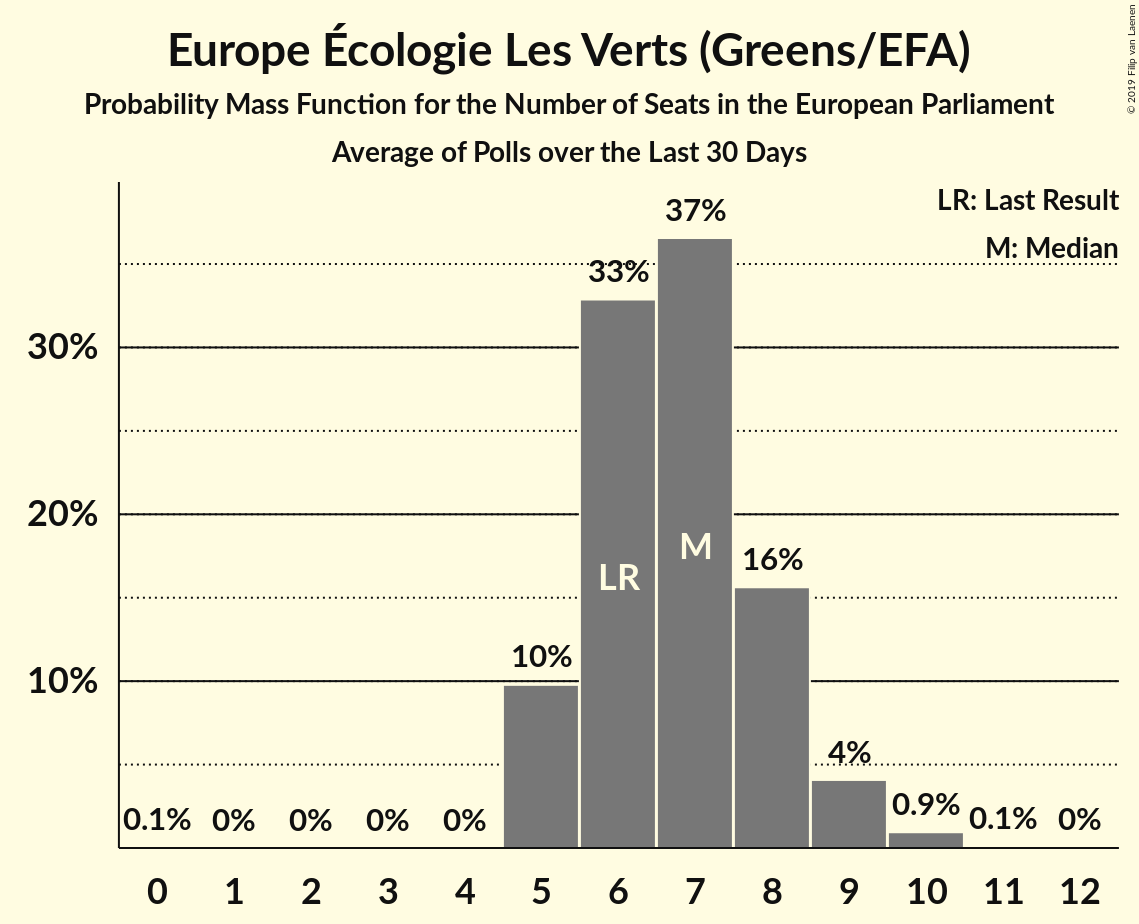 Europe Écologie Les Verts (Greens/EFA)
Probability Mass Function for the Number of Seats in the European Parliament
Average of Polls over the Last 30 Days
© 2019 Filip van Laenen
LR: Last Result
M: Median
37%
33%
30%
20%
M
16%
LR
10%
10%
4%
0.9%
0.1% 0% 0% 0% 0% 0.1% 0%
0 1 2 3 4 5 6 7 8 9 10 11 12